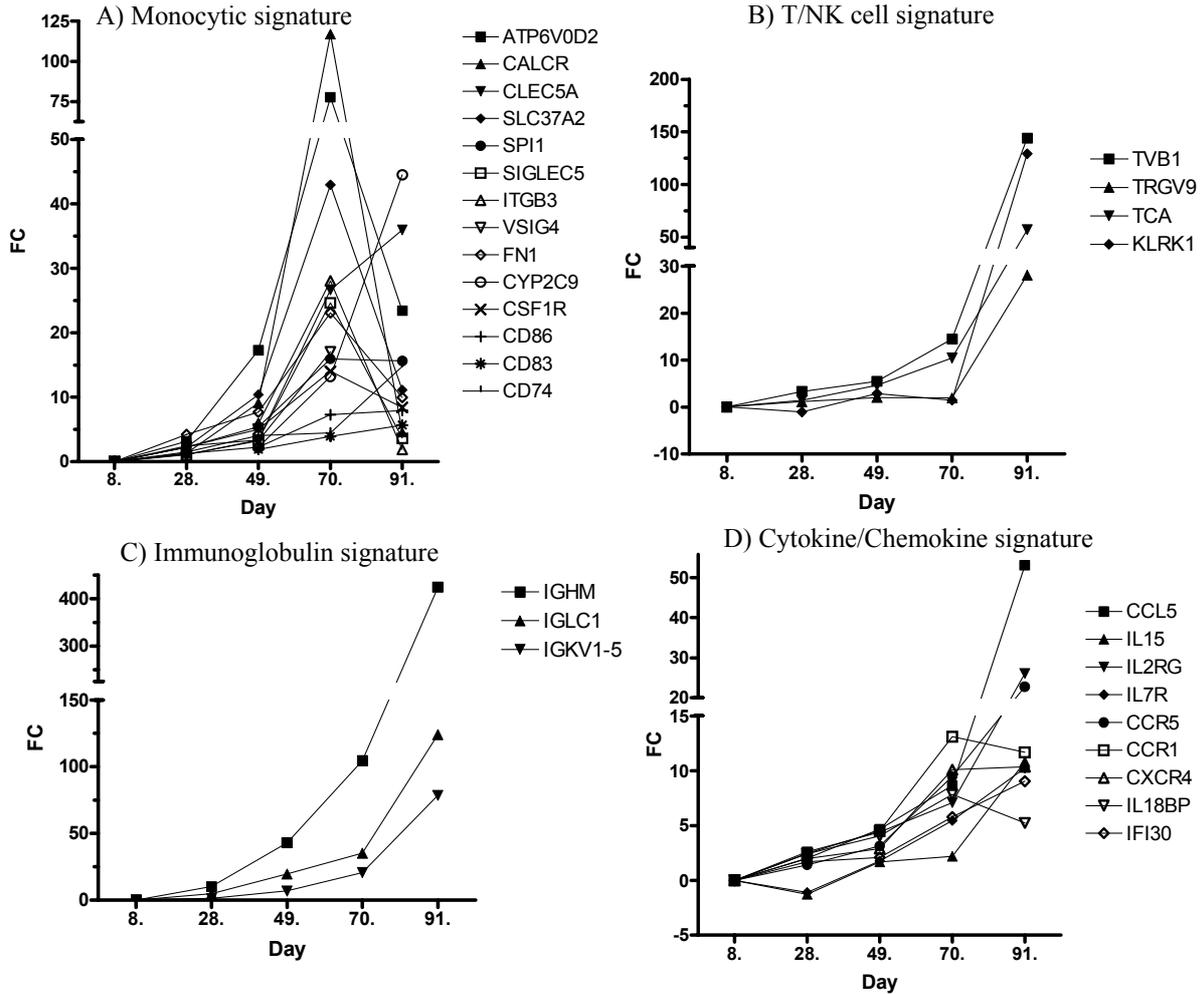 A) Monocytic signature
125
100
75
50
40
30
20
10
0
FC
8.
28.
49.
70.
91.
Day
ATP6V0D2
CALCR
CLEC5A
SLC37A2
SPI1
SIGLEC5
ITGB3
VSIG4
FN1
CYP2C9
CSF1R
CD86
CD83
CD74
B) T/NK cell signature
200
150
100
50
30
20
10
0
-10
FC
8.
28.
49.
70.
91.
Day
TVB1
TRGV9
TCA
KLRK1
C) Immunoglobulin signature
400
300
150
100
50
0
FC
8.
28.
49.
70.
91.
Day
IGHM
IGLC1
IGKV1-5
D) Cytokine/Chemokine signature
50
40
30
20
15
10
5
0
-5
FC
8.
28.
49.
70.
91.
Day
CCL5
IL15
IL2RG
IL7R
CCR5
CCR1
CXCR4
IL18BP
IFI30